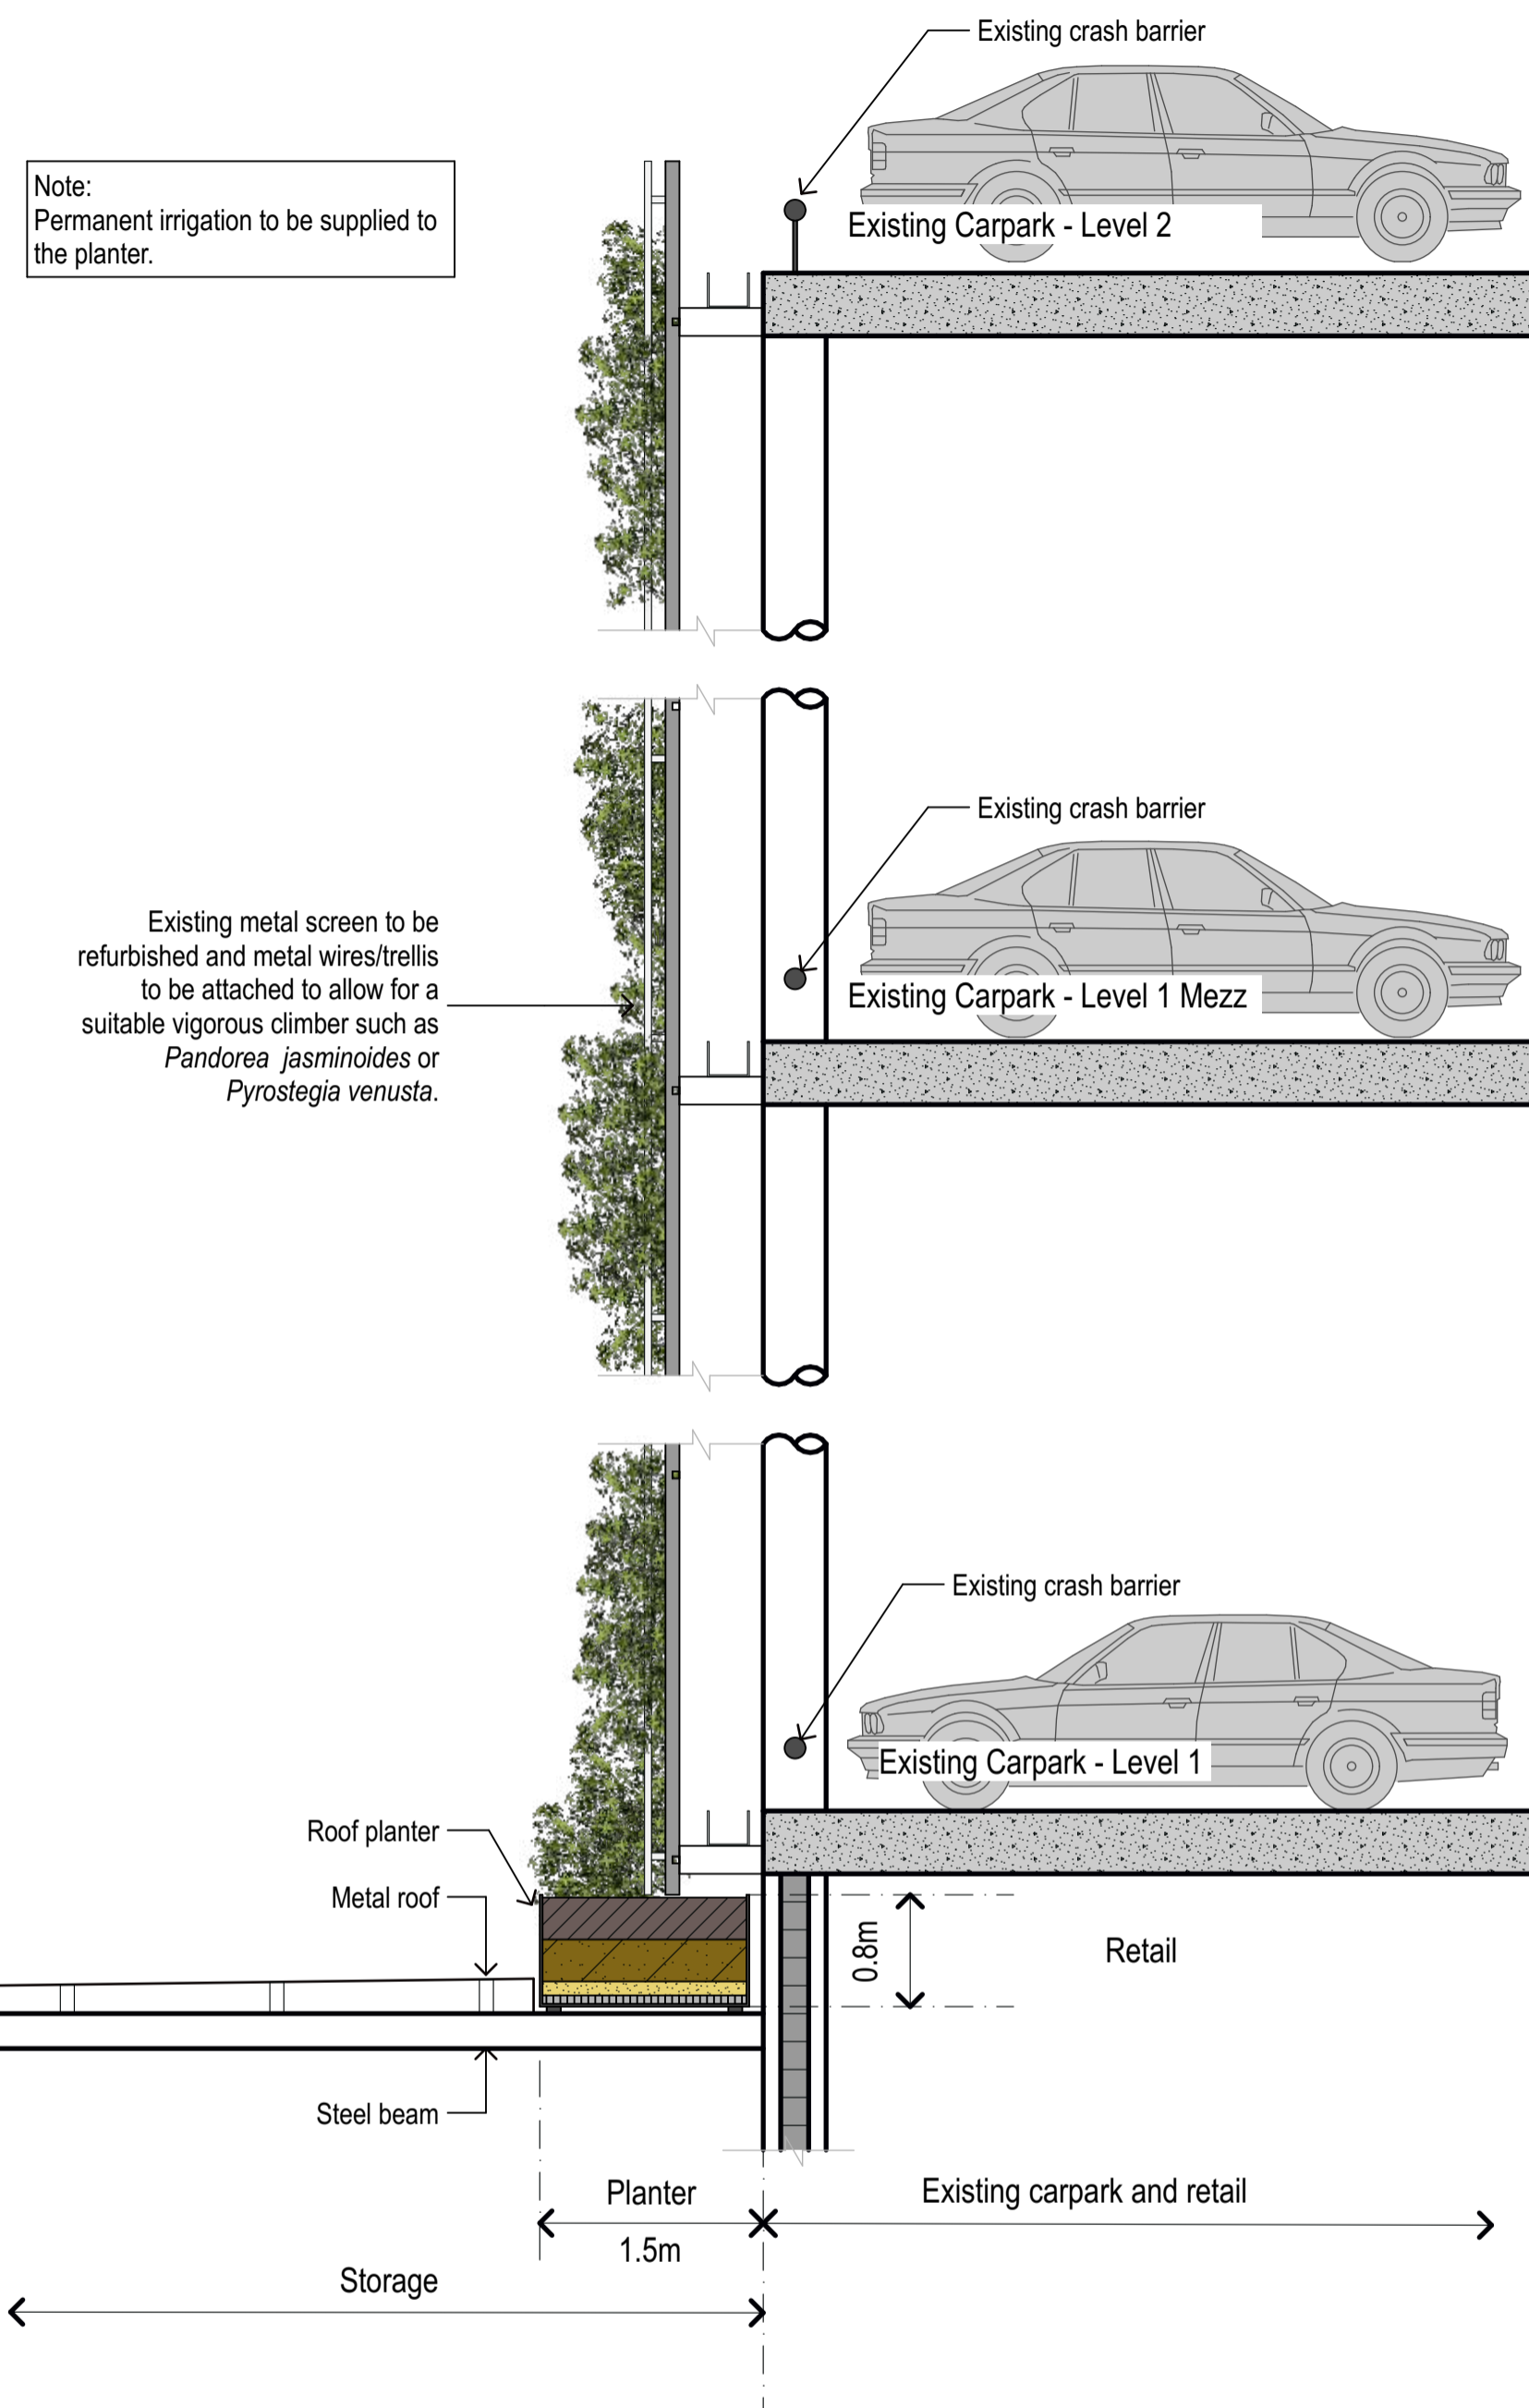 Existing crash barrier
Note:
Permanent irrigation to be supplied to
the planter.
Existing Carpark - Level 2
Existing crash barrier
Existing metal screen to be
refurbished and metal wires/trellis
to be attached to allow for a
suitable vigorous climber such as
Pandorea jasminoides or
Pyrostegia venusta.
Existing Carpark - Level 1 Mezz
Existing crash barrier
Existing Carpark - Level 1
Roof planter
Metal roof
0.8m
Retail
Steel beam
Planter
Existing carpark and retail
1.5m
Storage